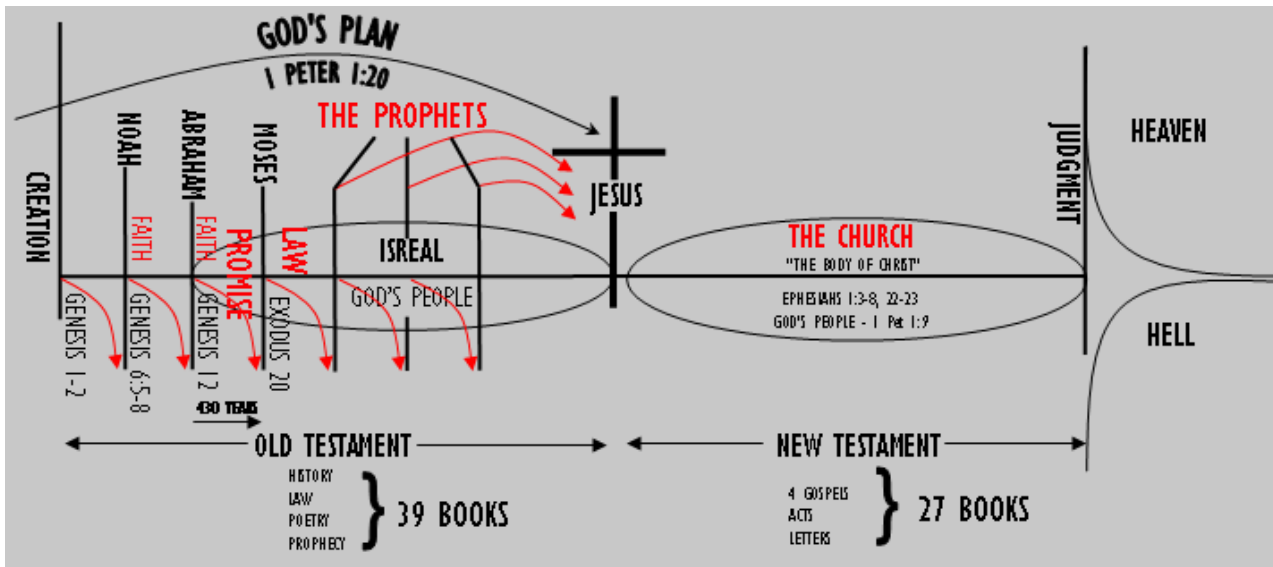 GOD'S PLAN
1 PETER 1:20
THE PROPHETS
CREATION
NOAH
ABRAHAM
MOSES
FAITH
FAITH
PROMISE
LAW
JESUS
ISREAL
GOD'S PEOPLE
GENESIS 1-2
GENESIS 6:5-8
GENESIS 12
EXODUS 20
430 YEARS
THE CHURCH
"THE BODY OF CHRIST"
EPHESIANS 1:3-8, 22-23
GOD'S PEOPLE - 1 Pet 1:9
JUDGMENT
HEAVEN
HELL
OLD TESTAMENT
HISTORY
LAW
POETRY
PROPHECY
39 BOOKS
NEW TESTAMENT
4 GOSPELS
ACTS
LETTERS
27 BOOKS